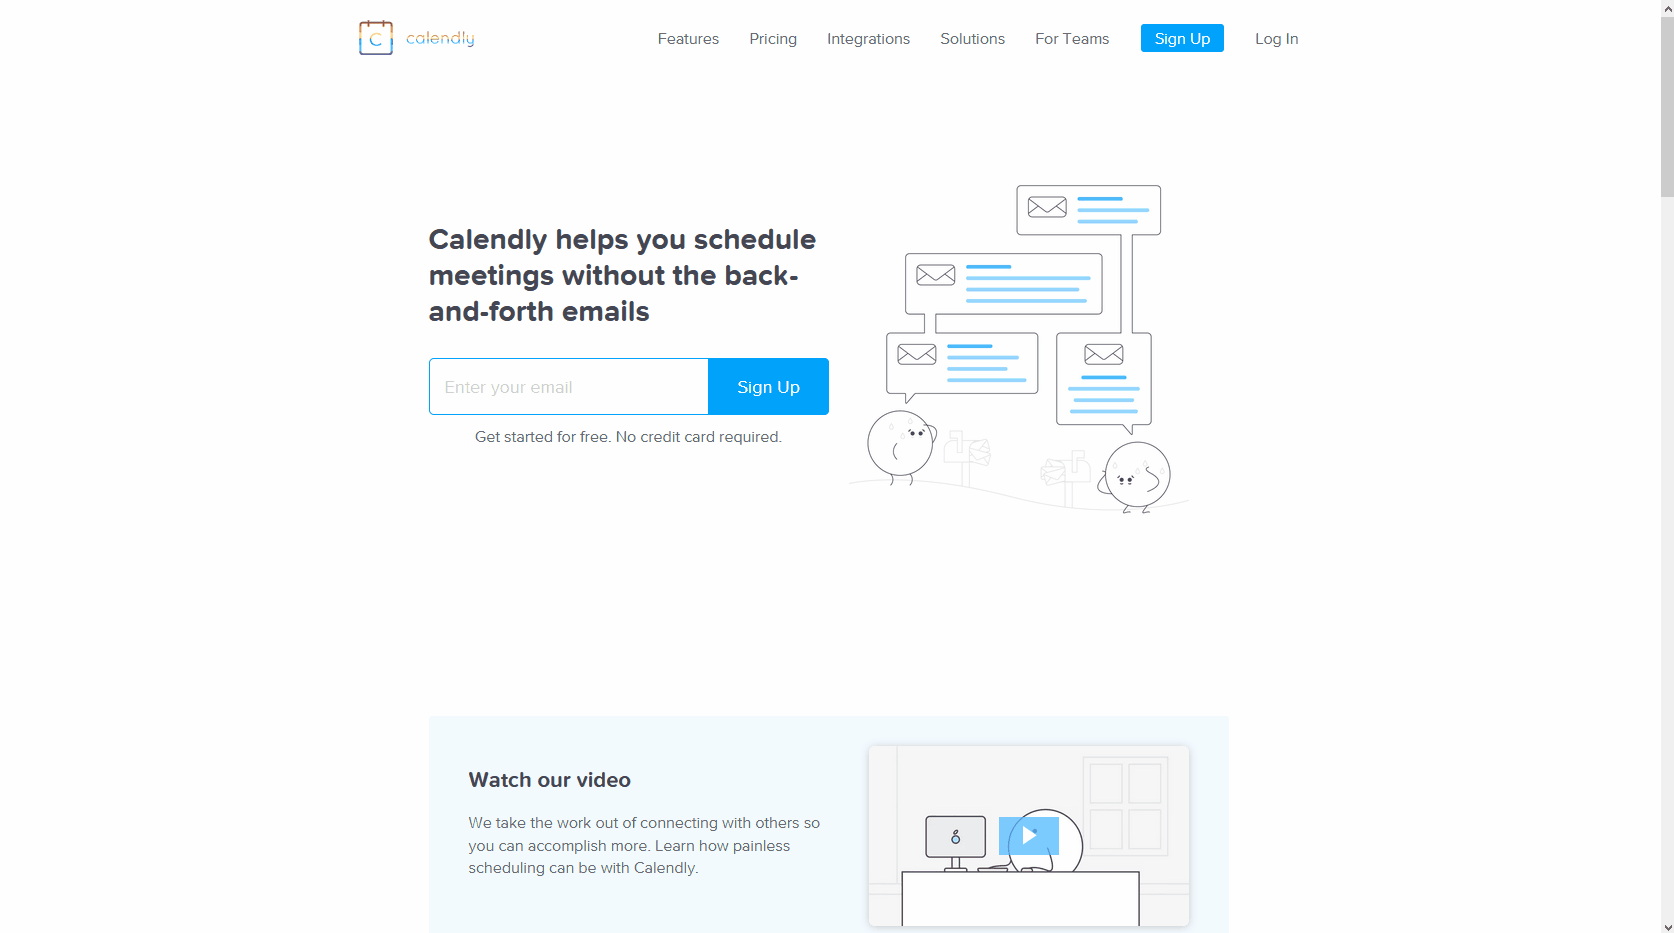 C calendly
Features Pricing Integrations Solutions For Teams Sign Up Log In
Calendly helps you schedule
meetings without the back-
and-forth emails
Enter your email Sign Up
Get started for free. No credit card required.
Watch our video
We take the work out of connecting with others so
you can accomplish more. Learn how painless
scheduling can be with Calendly.